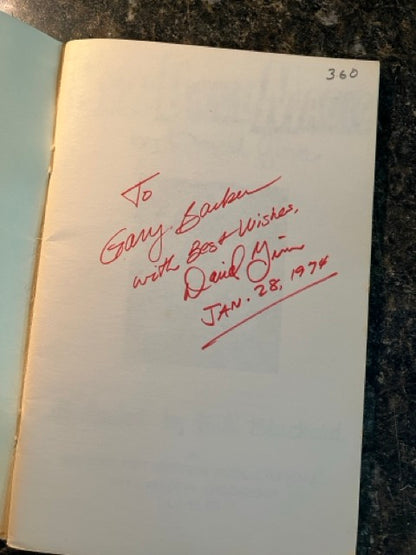 360
To
Gary Barker
with Best Wishes,
David
JAN. 28, 1974